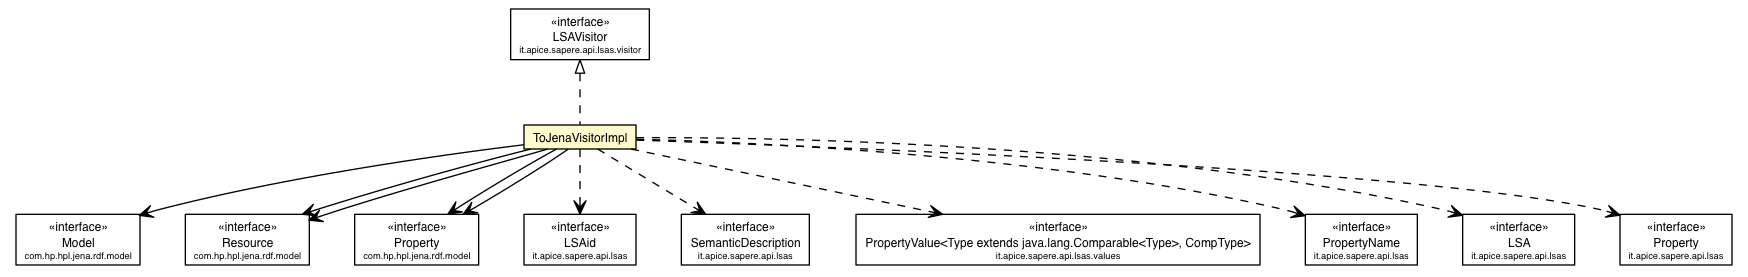 «interface»
LSAVisitor
it.apice.sapere.api.lsas.visitor
ToJenaVisitorImpl
«interface»
Model
com.hp.hpl.jena.rdf.model
«interface»
Resource
com.hp.hpl.jena.rdf.model
«interface»
Property
com.hp.hpl.jena.rdf.model
«interface»
LSAid
it.apice.sapere.api.lsas
«interface»
SemanticDescription
it.apice.sapere.api.lsas
«interface»
PropertyValue<Type extends java.lang.Comparable<Type>, CompType>
it.apice.sapere.api.lsas.values
«interface»
PropertyName
it.apice.sapere.api.lsas
«interface»
LSA
it.apice.sapere.api.lsas
«interface»
Property
it.apice.sapere.api.lsas